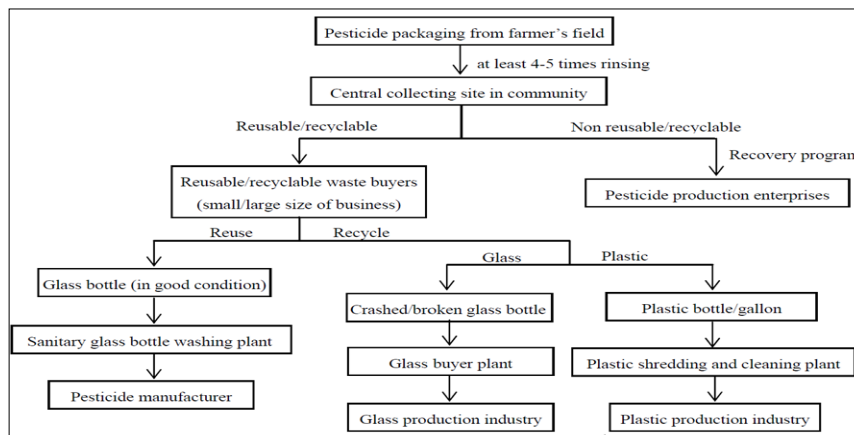 Pesticide packaging from farmer's field
at least 4-5 times rinsing
Central collecting site in community
Reusable/recyclable
Non reusable/recyclable
Recovery program
Reusable/recyclable waste buyers
(small/large size of business)
Pesticide production enterprises
Reuse
Recycle
Glass
Plastic
Glass bottle (in good condition)
Crashed/broken glass bottle
Plastic bottle/gallon
Sanitary glass bottle washing plant
Glass buyer plant
Plastic shredding and cleaning plant
Pesticide manufacturer
Glass production industry
Plastic production industry